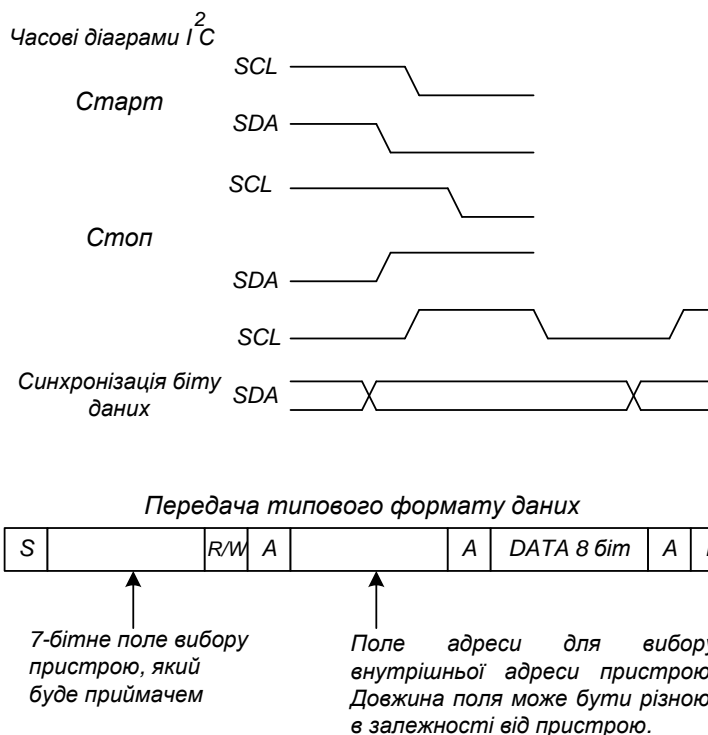 Часові діаграми I²C
SCL
Старт
SDA
SCL
Стоп
SDA
SCL
Синхронізація біту
даних
SDA
Передача типового формату даних
S R/W A A DATA 8 біт A
7-бітне поле вибору
пристрою, який
буде приймачем
Поле адреси для вибору
внутрішньої адреси пристрою
Довжина поля може бути різною
в залежності від пристрою.